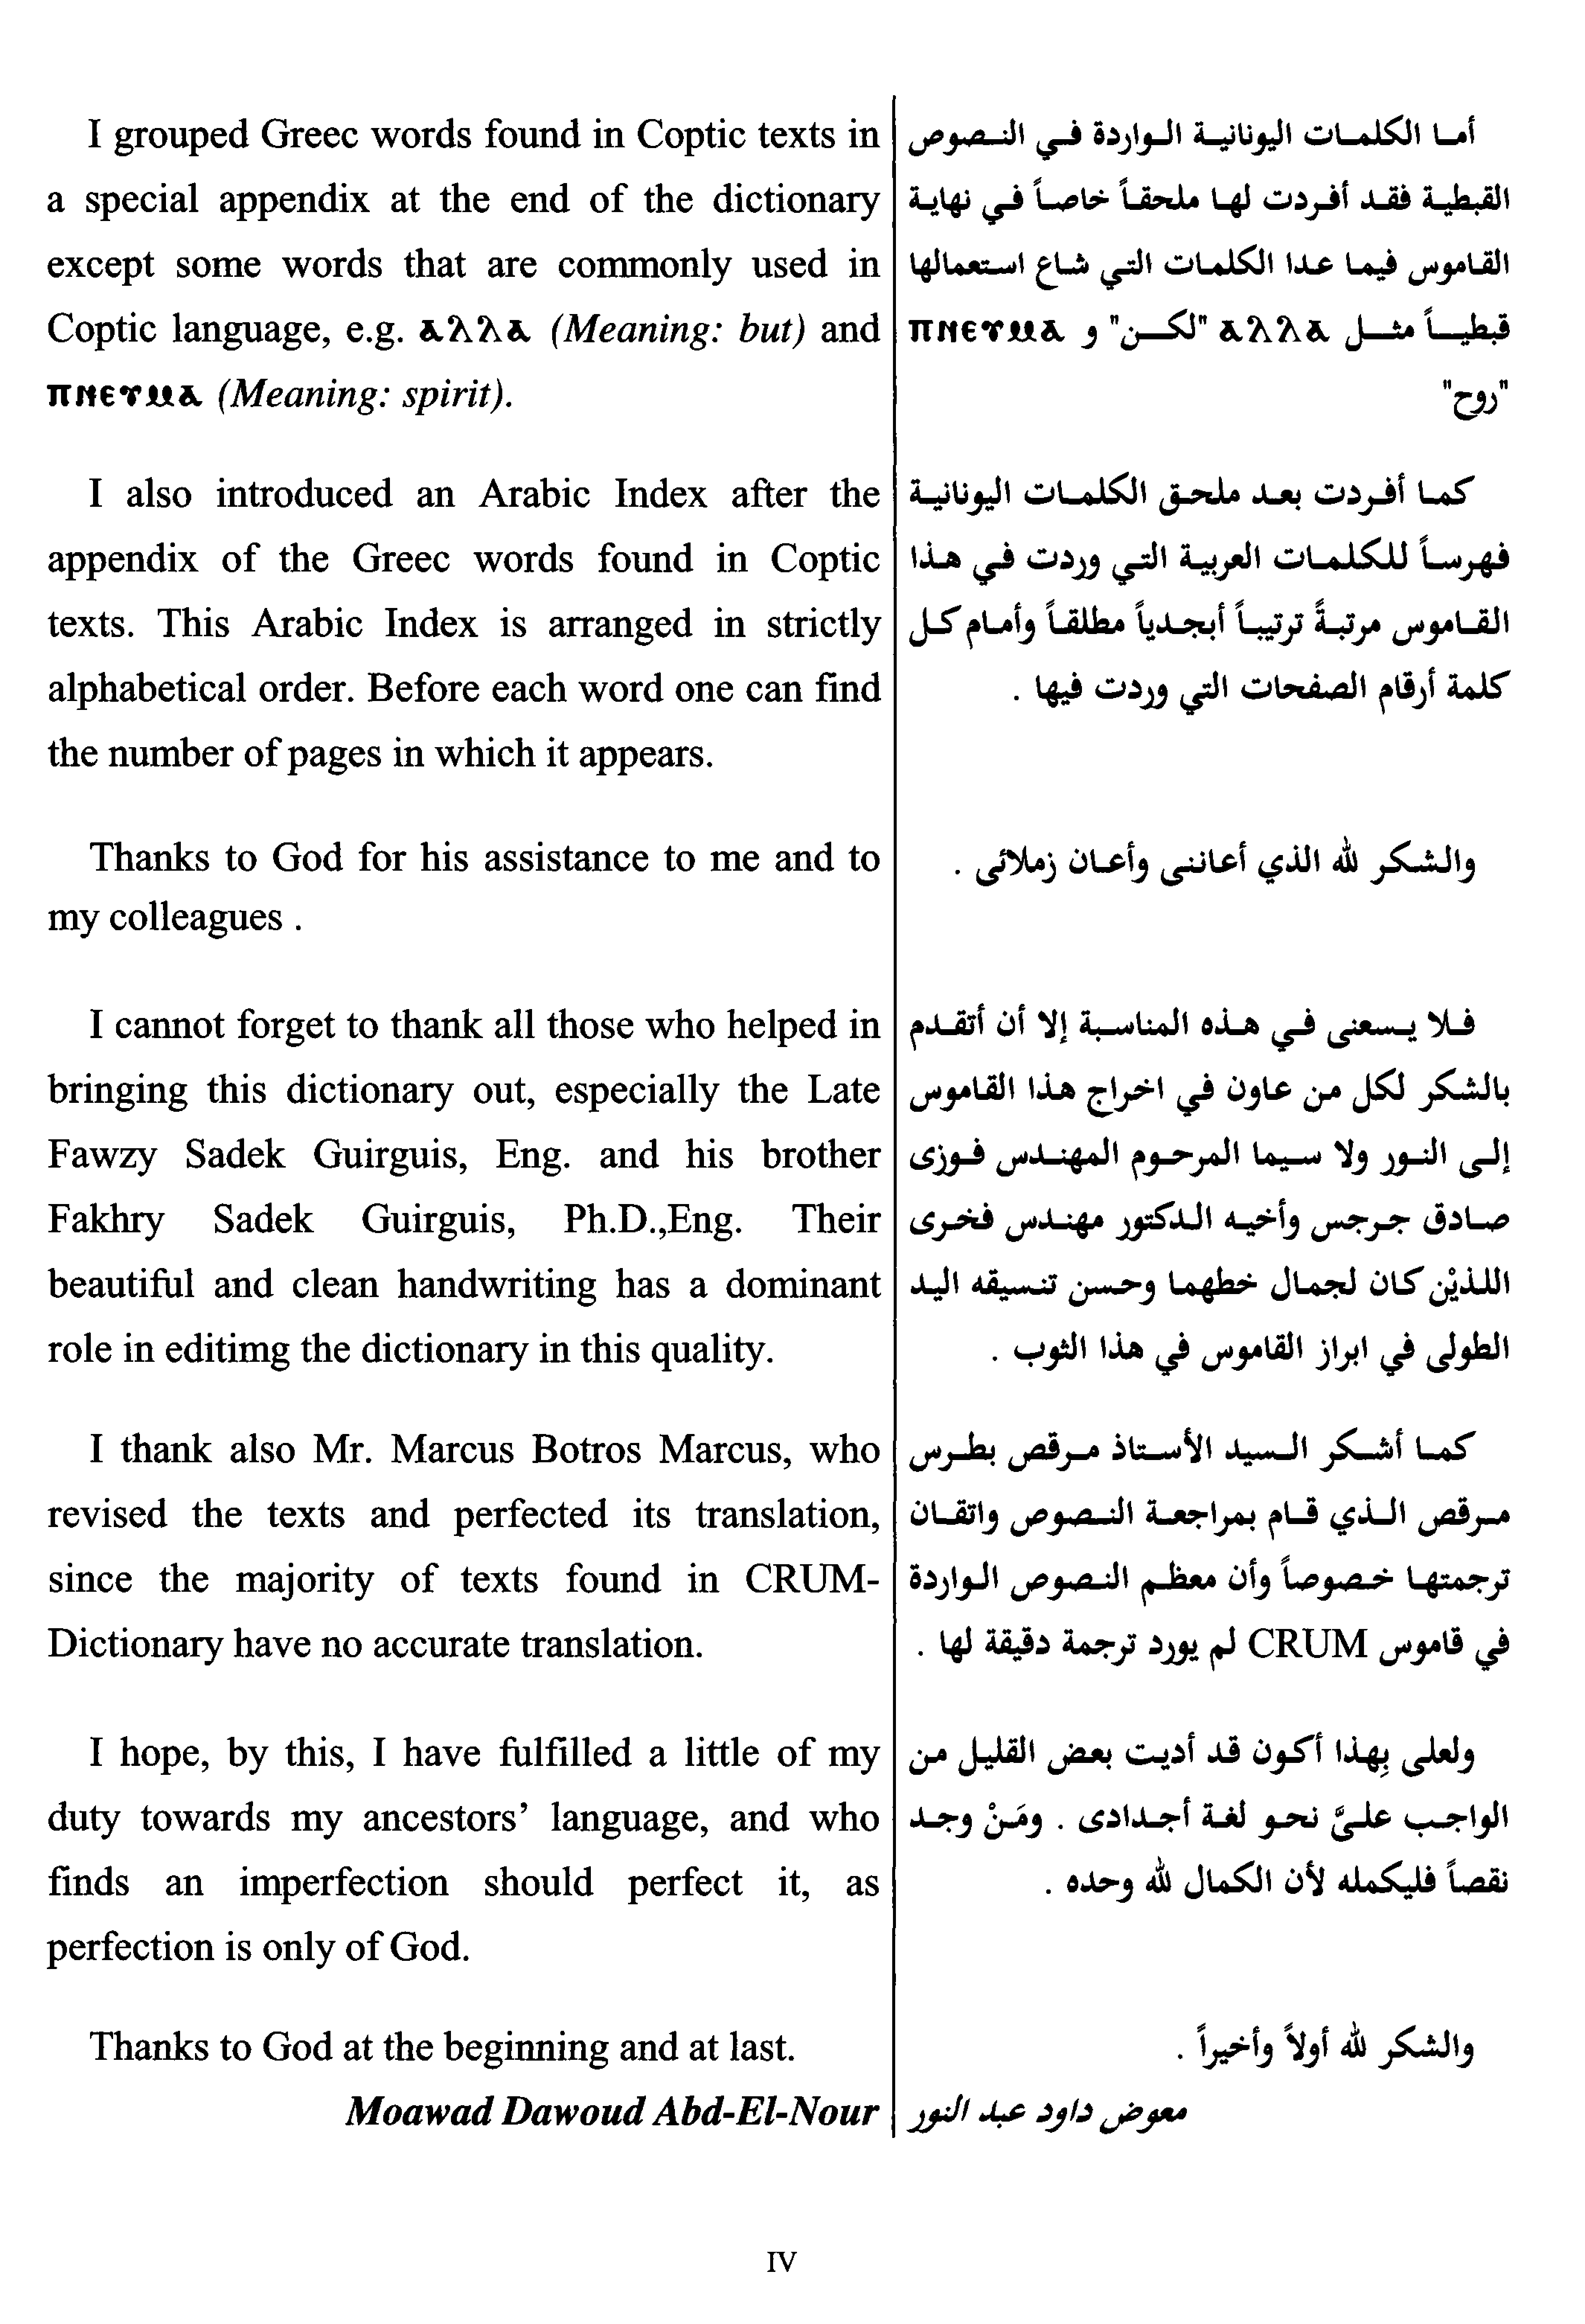 I grouped Greec words found in Coptic texts in
a special appendix at the end of the dictionary
except some words that are commonly used in
Coptic language, e.g. ⲁⲗⲗⲁ (Meaning: but) and
ⲡⲛⲉⲩⲙⲁ (Meaning: spirit).
I also introduced an Arabic Index after the
appendix of the Greec words found in Coptic
texts. This Arabic Index is arranged in strictly
alphabetical order. Before each word one can find
the number of pages in which it appears.
Thanks to God for his assistance to me and to
my colleagues .
I cannot forget to thank all those who helped in
bringing this dictionary out, especially the Late
Fawzy Sadek Guirguis, Eng. and his brother
Fakhry Sadek Guirguis, Ph.D.,Eng. Their
beautiful and clean handwriting has a dominant
role in editimg the dictionary in this quality.
I thank also Mr. Marcus Botros Marcus, who
revised the texts and perfected its translation,
since the majority of texts found in CRUM-
Dictionary have no accurate translation.
I hope, by this, I have fulfilled a little of my
duty towards my ancestors’ language, and who
finds an imperfection should perfect it, as
perfection is only of God.
Thanks to God at the beginning and at last.
Moawad Dawoud Abd-El-Nour
أما الكلمات اليونانية الواردة في النصوص
القبطية فقد أفردت لها ملحقاً خاصاً في نهاية
القاموس فيما عدا الكلمات التي شاع استعمالها
قبطياً مثل ⲁⲗⲗⲁ "لكن" و ⲡⲛⲉⲩⲙⲁ
"روح"
كما أفردت بعد ملحق الكلمات اليونانية
فهرساً للكلمات العربية التي وردت في هذا
القاموس مرتبةً ترتيباً أبجدياً مطلقاً وأمام كل
كلمة أرقام الصفحات التي وردت فيها .
والشكر لله الذي أعاننى وأعان زملائى .
فلا يسعنى في هذه المناسبة إلا أن أتقدم
بالشكر لكل من عاون في اخراج هذا القاموس
إلى النور ولا سيما المرحوم المهندس فوزى
صادق جرجس وأخيه الدكتور مهندس فخرى
اللذيْن كان لجمال خطهما وحسن تنسيقه اليد
الطولى في ابراز القاموس في هذا الثوب .
كما أشكر السيد الأستاذ مرقص بطرس
مرقص الذي قام بمراجعة النصوص واتقان
ترجمتها خصوصاً وأن معظم النصوص الواردة
في قاموس CRUM لم يورد ترجمة دقيقة لها .
ولعلى بِهذا أكون قد أديت بعض القليل من
الواجب علىَّ نحو لغة أجدادى . ومَنْ وجد
نقصاً فليكمله لأن الكمال لله وحده .
والشكر لله أولاً وأخيراً .
معوض داود عبد النور
IV